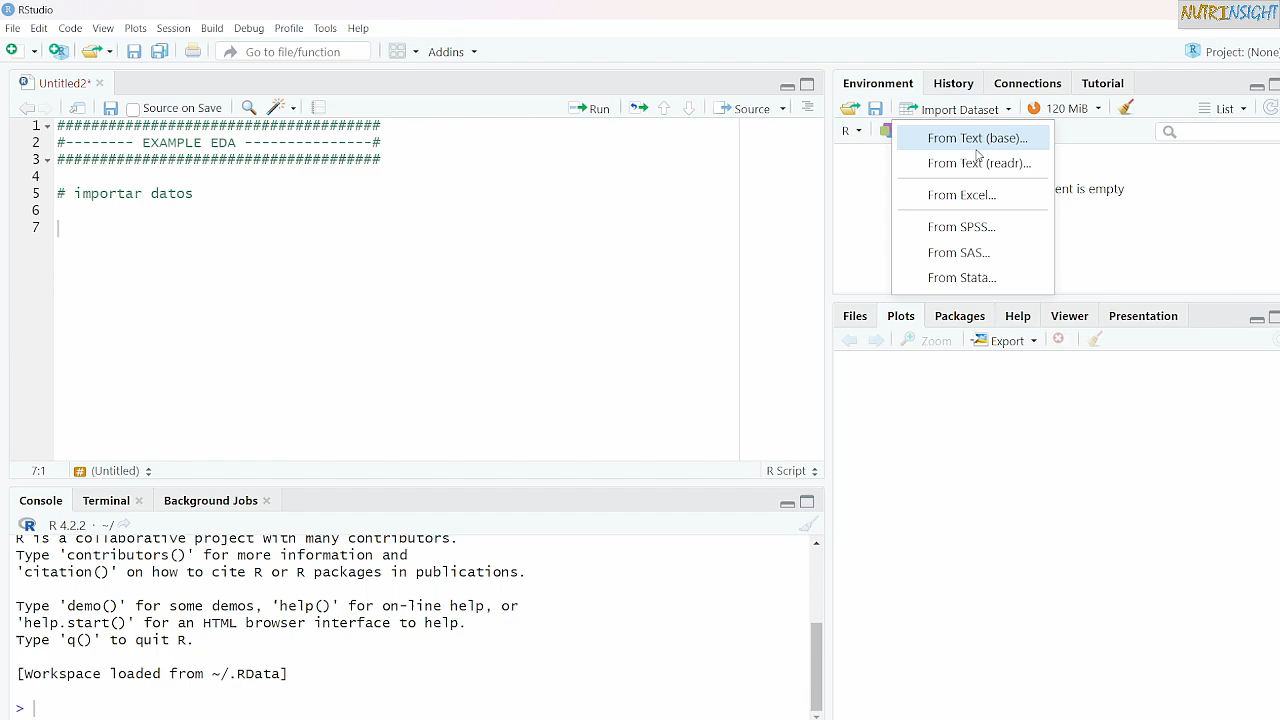 RStudio
NUTRINSIGHT
File Edit Code View Plots Session Build Debug Profile Tools Help
Go to file/function Addins Project: (None
Untitled2*
Source on Save Run Source
1 #####################################
2 #-------- EXAMPLE EDA ---------------#
3 #####################################
4
5 # importar datos
6
7
7:1 (Untitled) R Script
Console Terminal Background Jobs
R 4.2.2 · ~/
R is a collaborative project with many contributors.
Type 'contributors()' for more information and
'citation()' on how to cite R or R packages in publications.
Type 'demo()' for some demos, 'help()' for on-line help, or
'help.start()' for an HTML browser interface to help.
Type 'q()' to quit R.
[Workspace loaded from ~/.RData]
>
Environment History Connections Tutorial
Import Dataset 120 MiB List
R
From Text (base)...
From Text (readr)...
From Excel...
From SPSS...
From SAS...
From Stata...
ent is empty
Files Plots Packages Help Viewer Presentation
Zoom Export